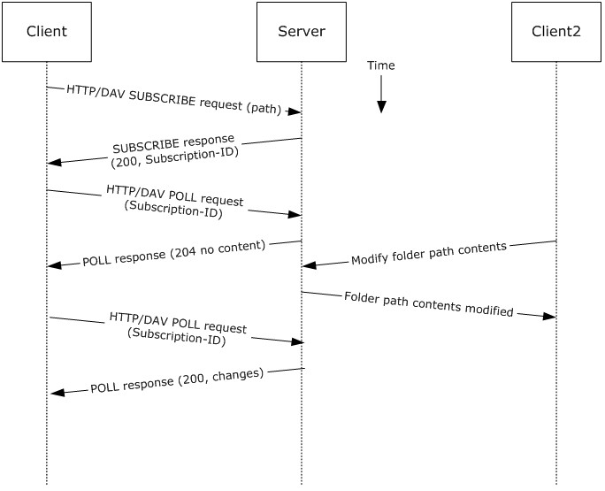 Client
Server
Client2
Time
HTTP/DAV SUBSCRIBE request (path)
SUBSCRIBE response
(200, Subscription-ID)
HTTP/DAV POLL request
(Subscription-ID)
POLL response (204 no content)
Modify folder path contents
Folder path contents modified
HTTP/DAV POLL request
(Subscription-ID)
POLL response (200, changes)